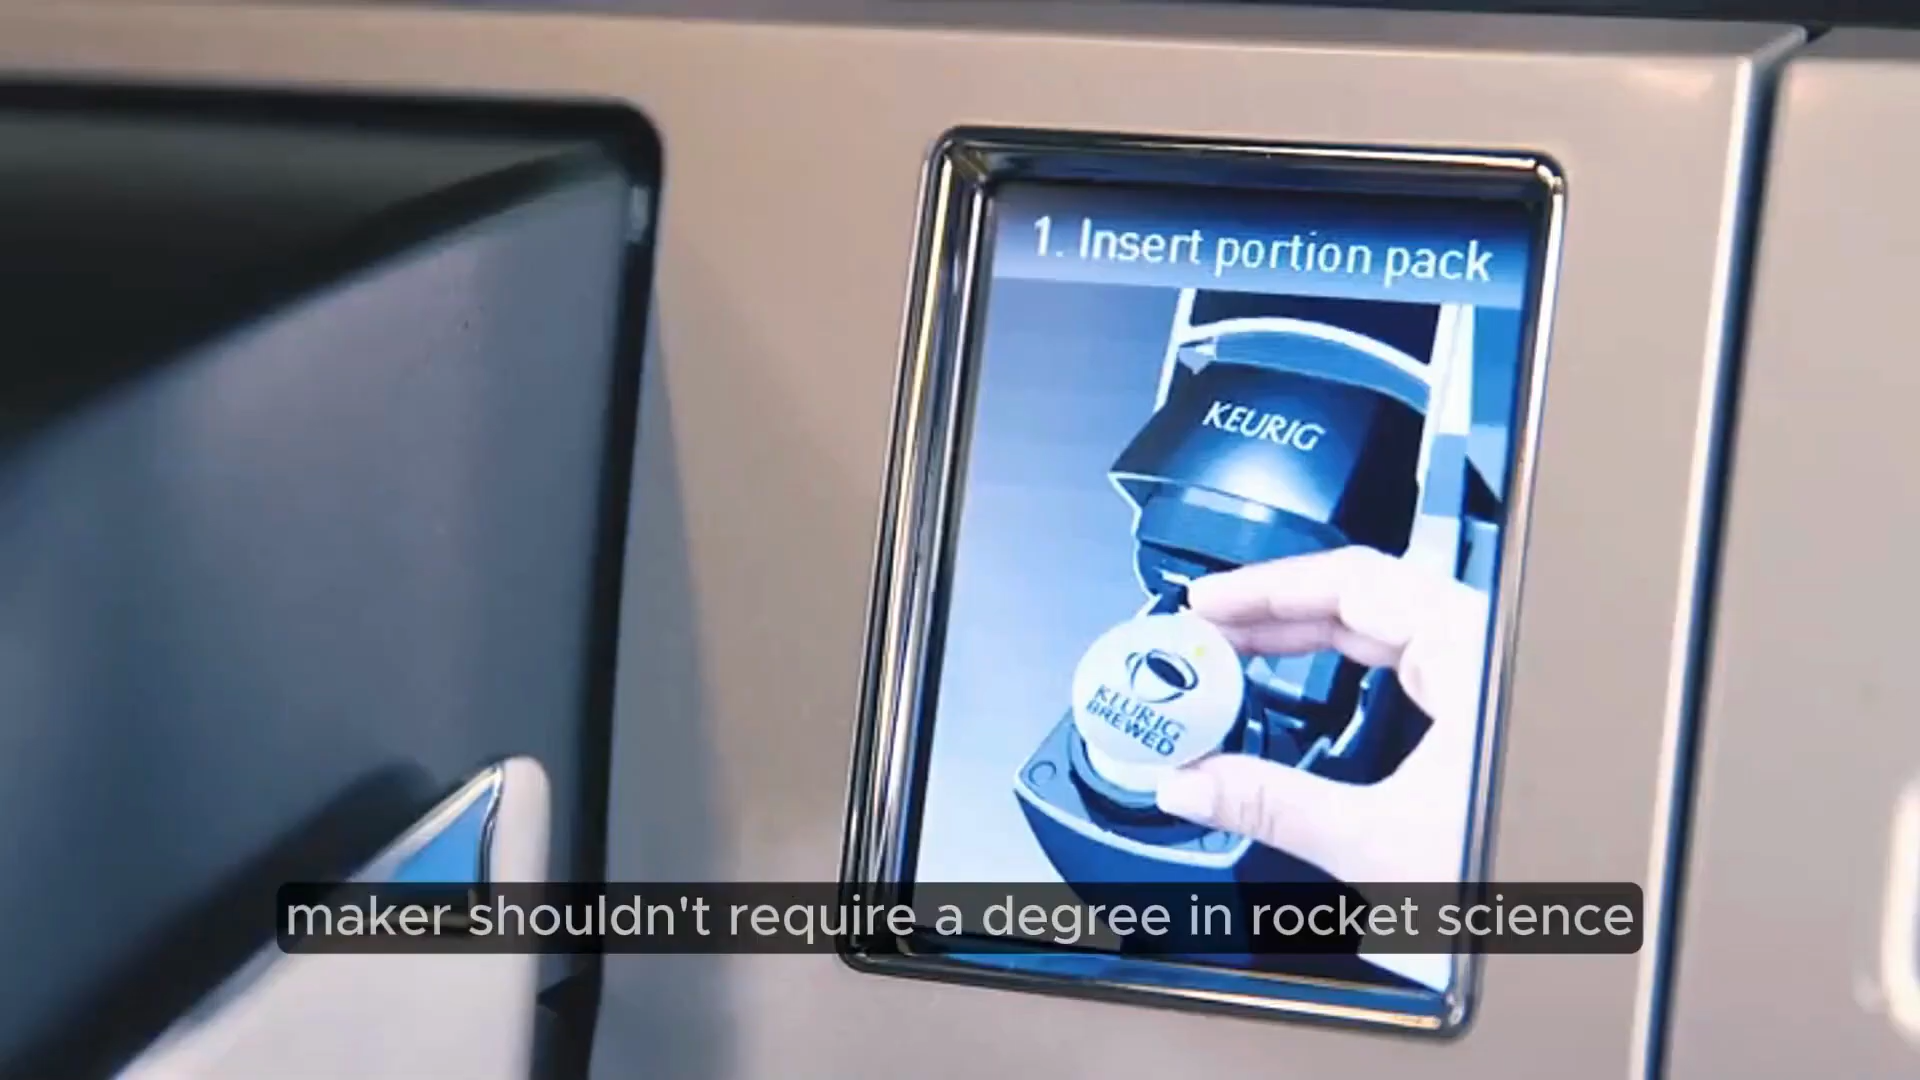 1. Insert portion pack
KEURIG
KEURIG
BREWED
maker shouldn't require a degree in rocket science